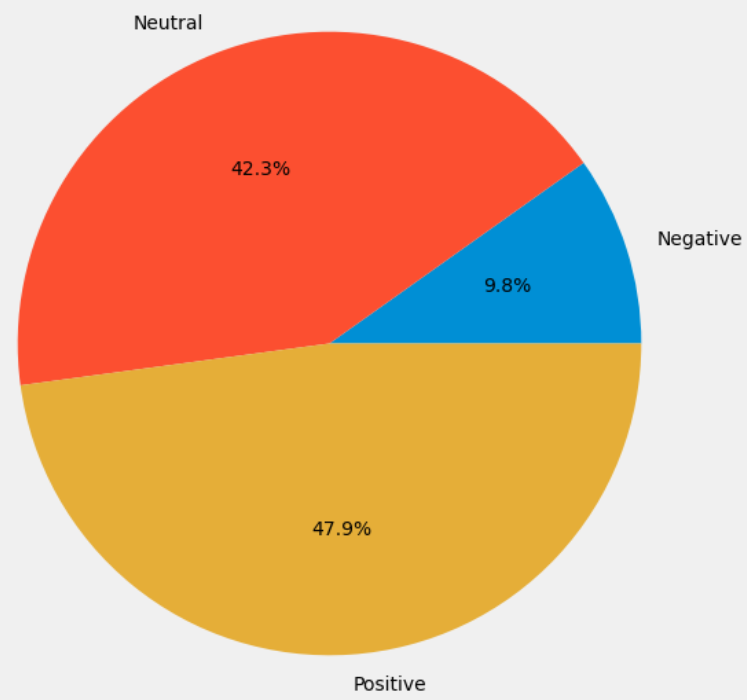 Neutral
42.3%
Negative
9.8%
47.9%
Positive